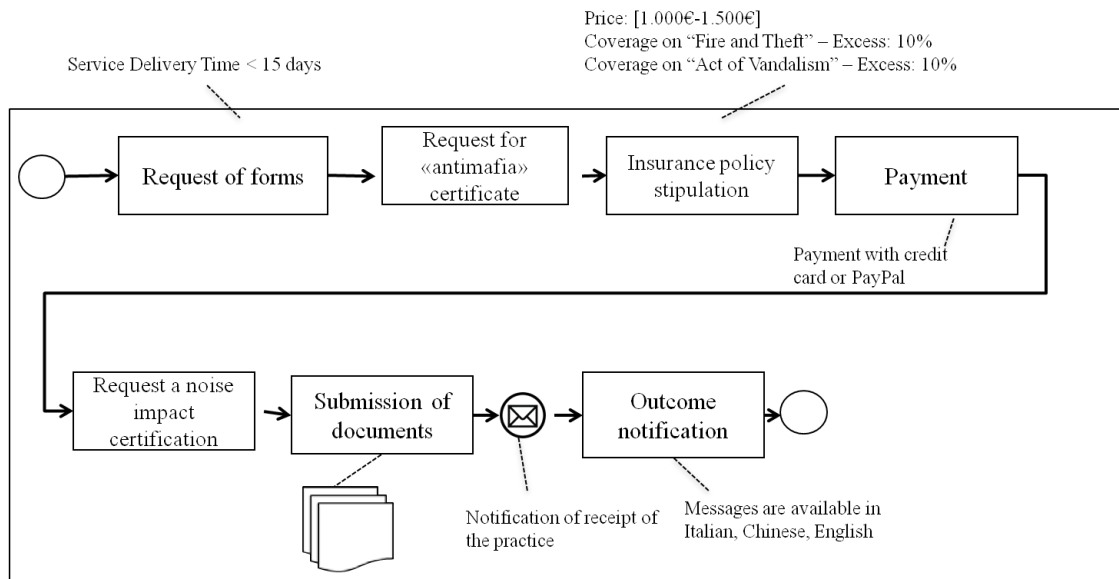 Price: [1.000€-1.500€]
Coverage on “Fire and Theft” – Excess: 10%
Coverage on “Act of Vandalism” – Excess: 10%
Service Delivery Time < 15 days
Request of forms
Request for
«antimafia»
certificate
Insurance policy
stipulation
Payment
Payment with credit
card or PayPal
Request a noise
impact
certification
Submission of
documents
Outcome
notification
Notification of receipt of
the practice
Messages are available in
Italian, Chinese, English